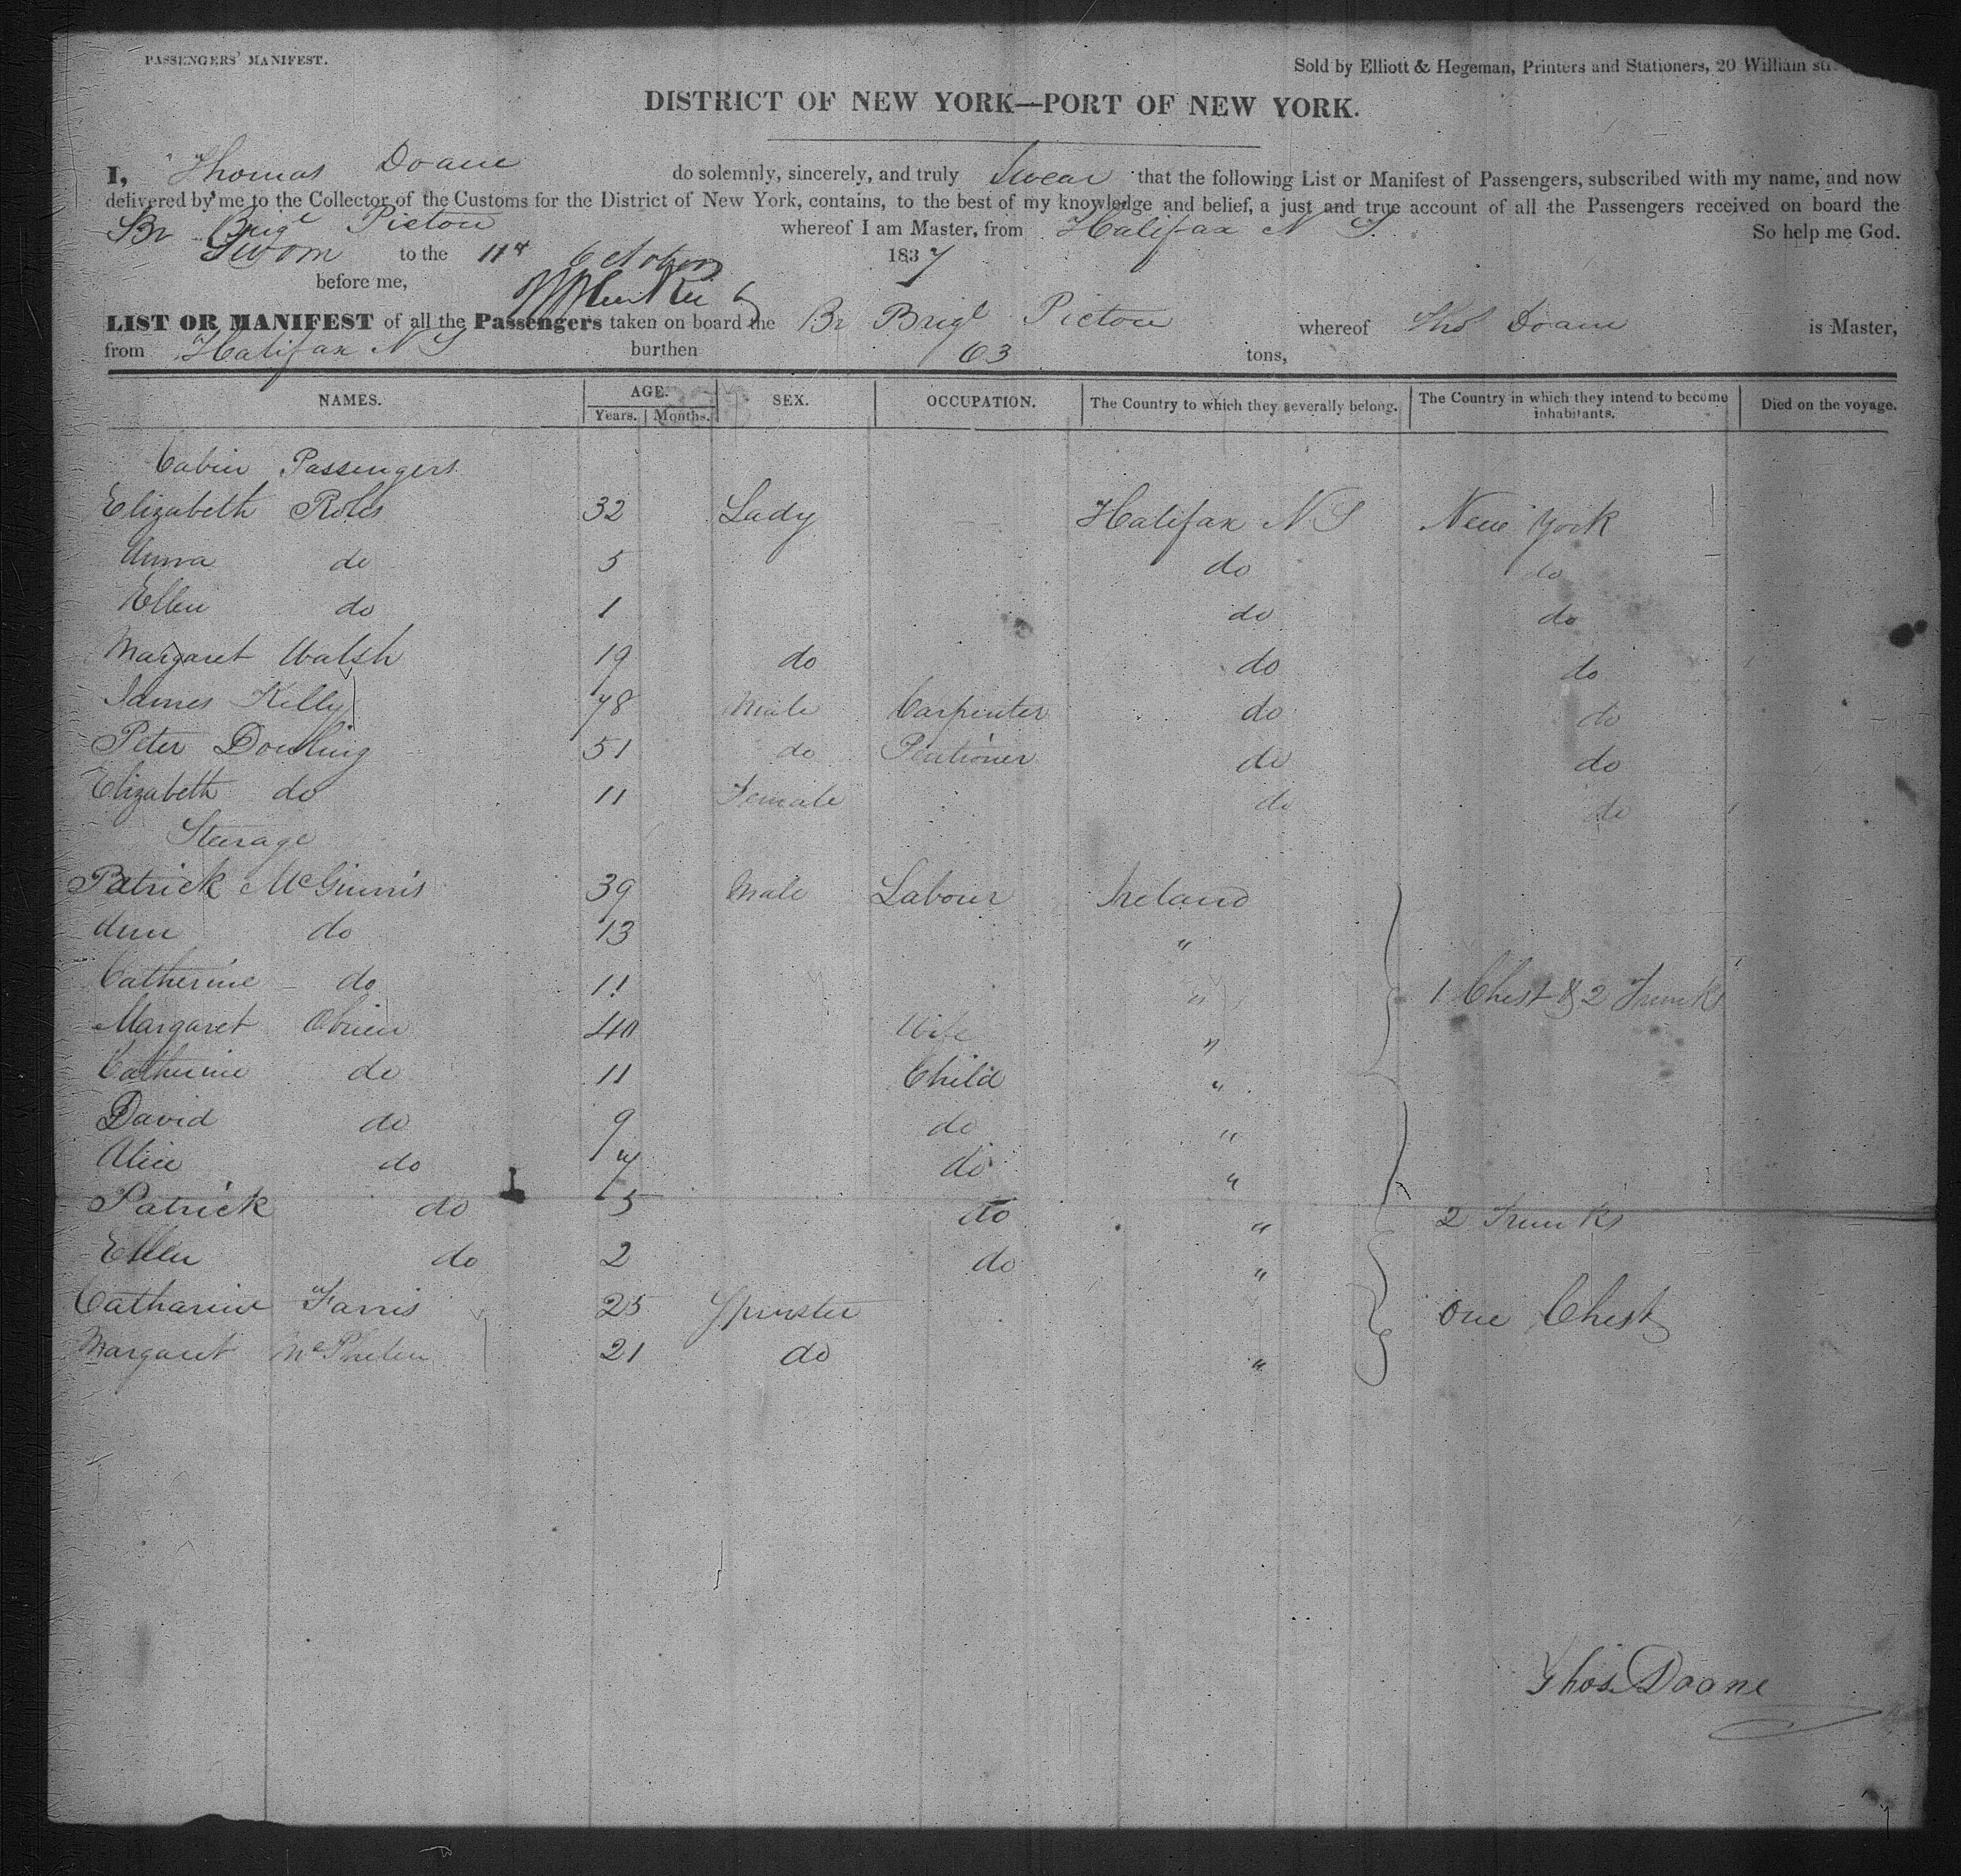 PASSENGERS' MANIFEST.
Sold by Elliott & Hegeman, Printers and Stationers, 20 William
DISTRICT OF NEW YORK—PORT OF NEW YORK.
I, Thomas Doane do solemnly, sincerely, and truly Swear that the following List or Manifest of Passengers, subscribed with my name, and now
delivered by me to the Collector of the Customs for the District of New York, contains, to the best of my knowledge and belief, a just and true account of all the Passengers received on board the
Br Brig Pictou whereof I am Master, from Halifax N S. So help me God.
Sworn to the 11th October 1837
before me,
LIST OR MANIFEST of all the Passengers taken on board the Br Brig Pictou whereof Thos Doane is Master,
from Halifax N S burthen 63 tons,
NAMES. AGE. SEX. OCCUPATION. The Country to which they severally belong. The Country in which they intend to become inhabitants. Died on the voyage.
Years. Months.
Cabin Passengers
Elizabeth Roles 32 Lady Halifax N S New York
Anna do 5 do do
Ellen do 1 do do
Margaret Walsh 19 do do do
James Kelly 78 Male Carpenter do do
Peter Dowling 51 do Pentioner do do
Elizabeth do 11 Female do do
Steerage
Patrick McGinnis 39 Male Labour Ireland
Ann do 13 "
Catherine do 11 " 1 Chest & 2 Trunks
Margaret Obrien 40 Wife "
Catherine do 11 Child "
David do 9 do "
Alice do 7 do "
Patrick do 5 do " 2 Trunks
Ellen do 2 do "
Catharine Farris 25 Spinster One Chest
Margaret McPhelen 21 do "
Thos. Doane